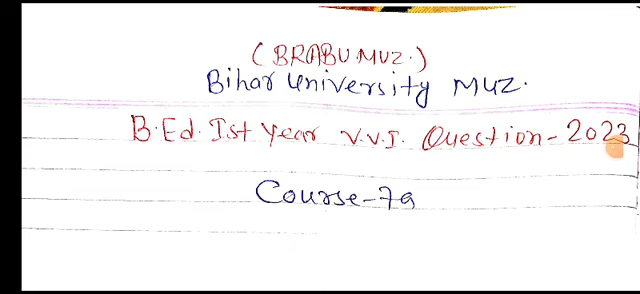 (BRABU MUZ.)
Bihar University MUZ.
B.Ed. Ist Year V.V.I. Question-2023
Course-7a